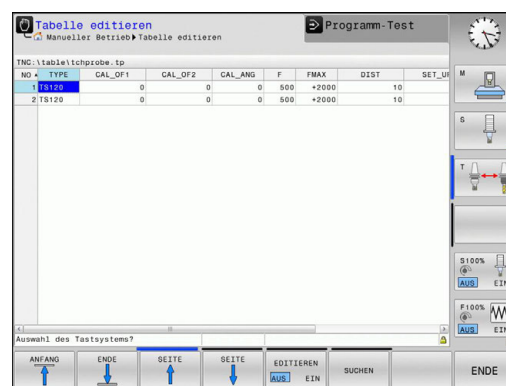 Tabelle editieren
Manueller Betrieb Tabelle editieren
Programm-Test
TNC:\table\tchprobe.tp
NO TYPE CAL_OF1 CAL_OF2 CAL_ANG F FMAX DIST SET_U
1 TS120 0 0 0 500 +2000 10
2 TS120 0 0 0 500 +2000 10
M
S
T
S100%
AUS EIN
F100%
AUS EIN
Auswahl des Tastsystems?
ANFANG
ENDE
SEITE
SEITE
EDITIEREN
AUS EIN
SUCHEN
ENDE